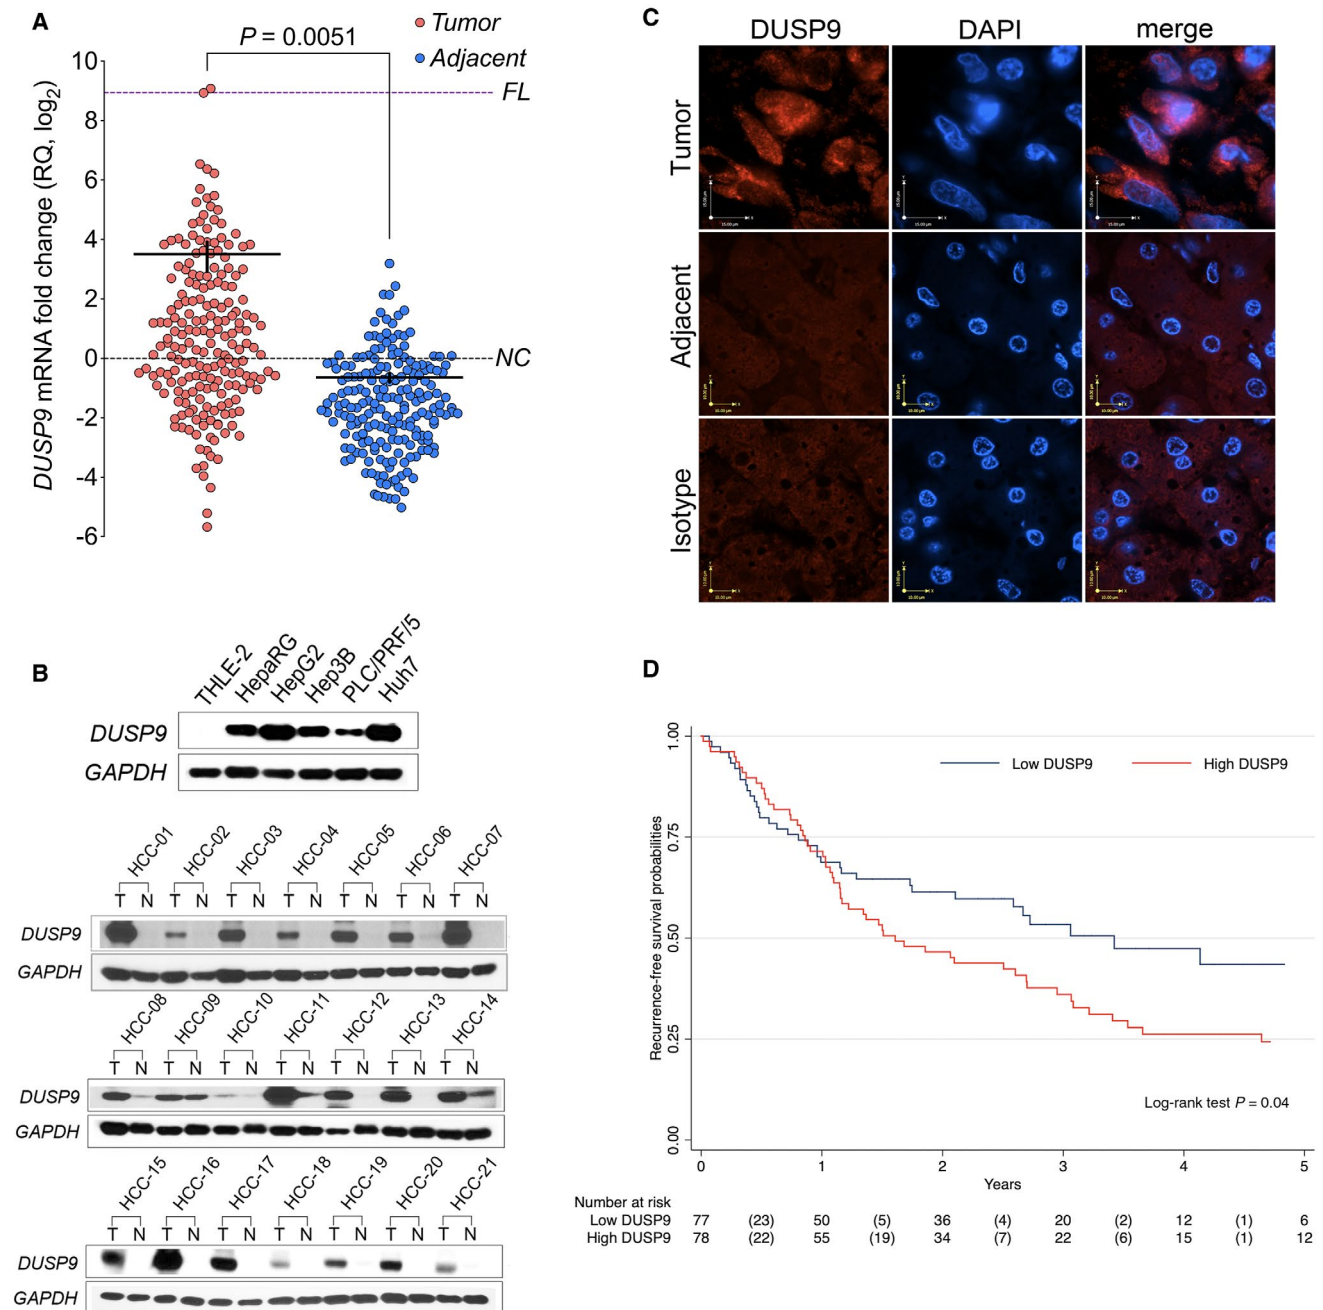 A
Tumor
P = 0.0051
Adjacent
10
FL
8
6
4
2
0
NC
-2
-4
-6
DUSP9 mRNA fold change (RQ, log2)
B
THLE-2
HepaRG
HepG2
Hep3B
PLC/PRF/5
Huh7
DUSP9
GAPDH
HCC-01 HCC-02 HCC-03 HCC-04 HCC-05 HCC-06 HCC-07
T N T N T N T N T N T N T N
DUSP9
GAPDH
HCC-08 HCC-09 HCC-10 HCC-11 HCC-12 HCC-13 HCC-14
T N T N T N T N T N T N T N
DUSP9
GAPDH
HCC-15 HCC-16 HCC-17 HCC-18 HCC-19 HCC-20 HCC-21
T N T N T N T N T N T N T N
DUSP9
GAPDH
C
DUSP9 DAPI merge
Tumor
Adjacent
Isotype
D
1.00
Low DUSP9 High DUSP9
0.75
0.50
0.25
0.00
Recurrence-free survival probabilities
Log-rank test P = 0.04
0 1 2 3 4 5
Years
Number at risk
Low DUSP9 77 (23) 50 (5) 36 (4) 20 (2) 12 (1) 6
High DUSP9 78 (22) 55 (19) 34 (7) 22 (6) 15 (1) 12